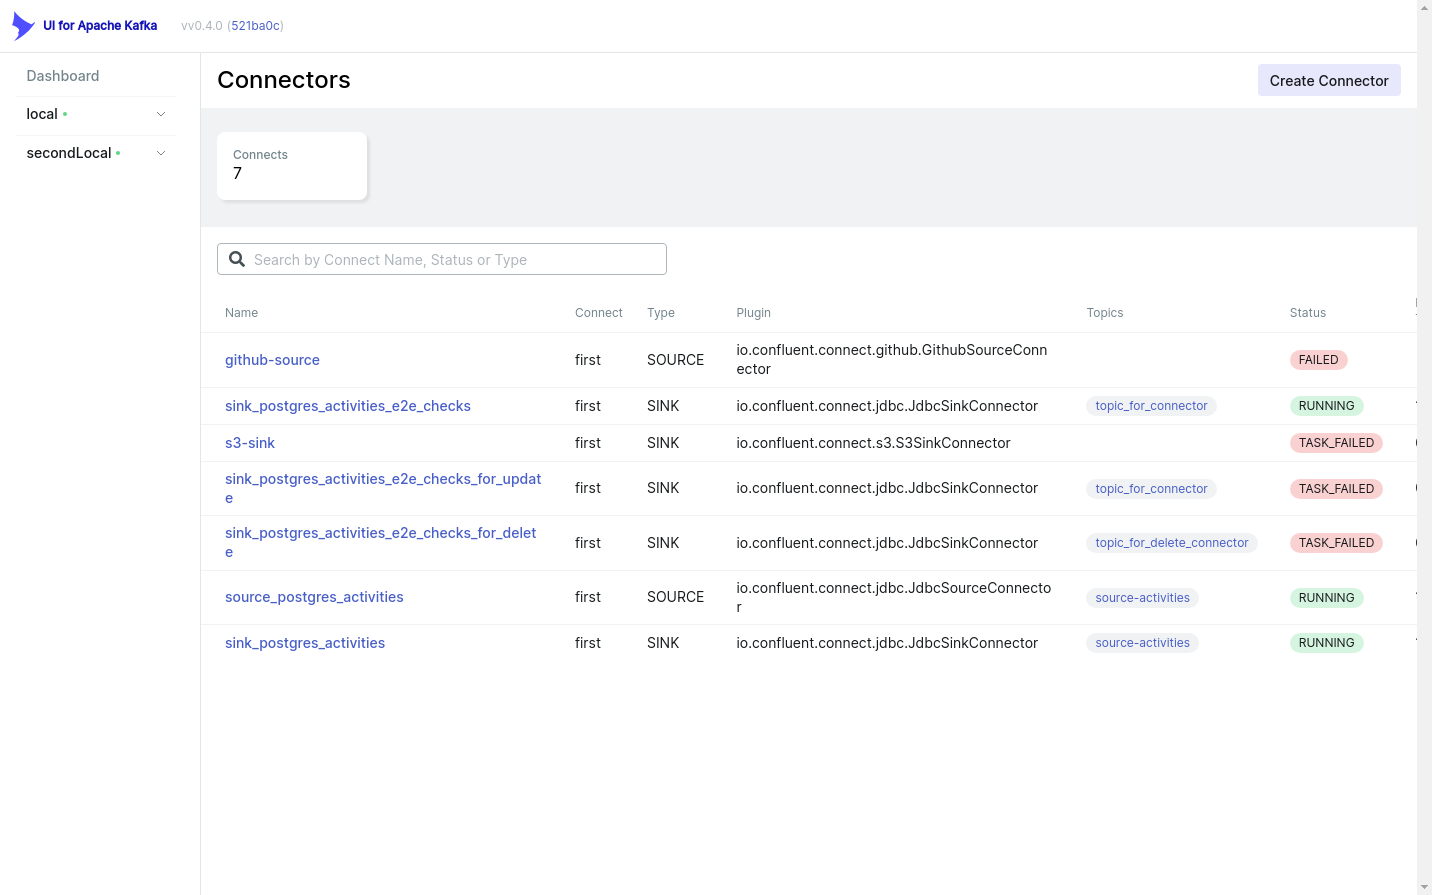 UI for Apache Kafka vv0.4.0 (521ba0c)
Dashboard
local
secondLocal
Connectors
Create Connector
Connects
7
Search by Connect Name, Status or Type
Name Connect Type Plugin Topics Status
github-source first SOURCE io.confluent.connect.github.GithubSourceConn
ector FAILED
sink_postgres_activities_e2e_checks first SINK io.confluent.connect.jdbc.JdbcSinkConnector topic_for_connector RUNNING
s3-sink first SINK io.confluent.connect.s3.S3SinkConnector TASK_FAILED
sink_postgres_activities_e2e_checks_for_updat
e first SINK io.confluent.connect.jdbc.JdbcSinkConnector topic_for_connector TASK_FAILED
sink_postgres_activities_e2e_checks_for_delet
e first SINK io.confluent.connect.jdbc.JdbcSinkConnector topic_for_delete_connector TASK_FAILED
source_postgres_activities first SOURCE io.confluent.connect.jdbc.JdbcSourceConnecto
r source-activities RUNNING
sink_postgres_activities first SINK io.confluent.connect.jdbc.JdbcSinkConnector source-activities RUNNING